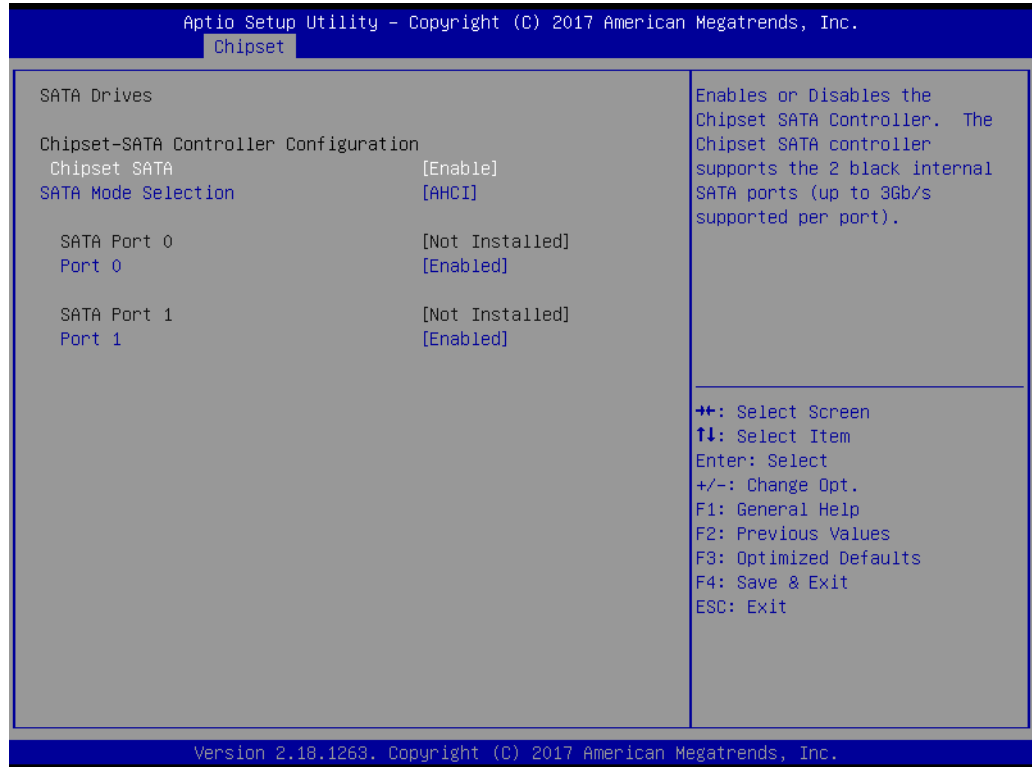 Aptio Setup Utility – Copyright (C) 2017 American Megatrends, Inc.
Chipset
SATA Drives
Chipset-SATA Controller Configuration
Chipset SATA [Enable]
SATA Mode Selection [AHCI]
SATA Port 0 [Not Installed]
Port 0 [Enabled]
SATA Port 1 [Not Installed]
Port 1 [Enabled]
Enables or Disables the
Chipset SATA Controller. The
Chipset SATA controller
supports the 2 black internal
SATA ports (up to 3Gb/s
supported per port).
→←: Select Screen
↑↓: Select Item
Enter: Select
+/-: Change Opt.
F1: General Help
F2: Previous Values
F3: Optimized Defaults
F4: Save & Exit
ESC: Exit
Version 2.18.1263. Copyright (C) 2017 American Megatrends, Inc.